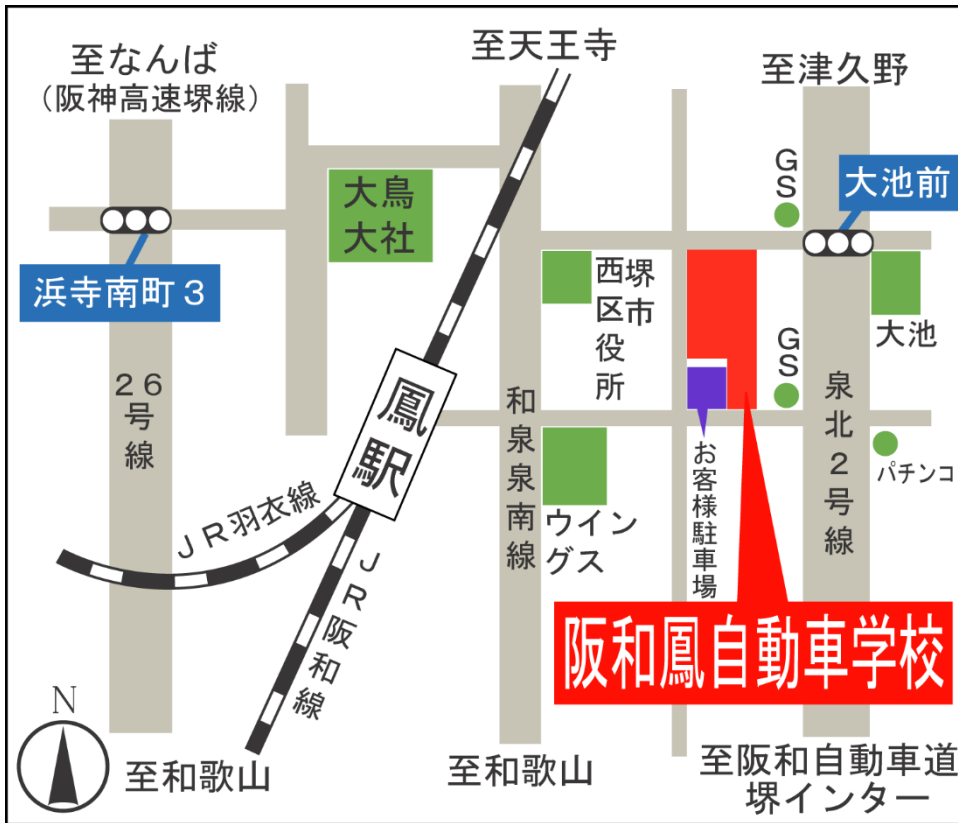 至なんば
（阪神高速堺線）
至天王寺
至津久野
GS
大池前
大鳥
大社
浜寺南町３
堺市
西区役所
大池
GS
２６号線
鳳駅
和泉泉南線
泉北２号線
パチンコ
お客様駐車場
ウイン
グス
ＪＲ羽衣線
ＪＲ阪和線
阪和鳳自動車学校
N
至和歌山
至和歌山
至阪和自動車道
堺インター